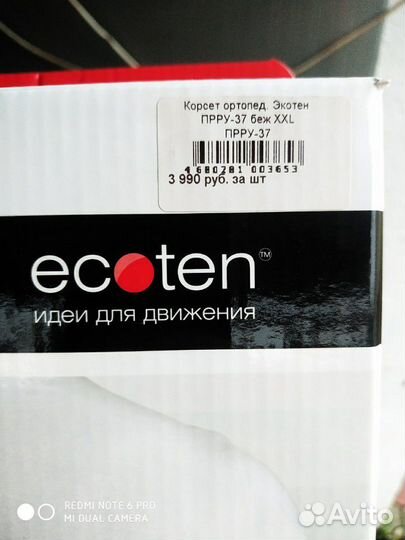 Корсет ортопед. Экотен
ПРРУ-37 беж XXL
ПРРУ-37
4 680281 003653
3 990 руб. за шт
ecoten™
идеи для движения
REDMI NOTE 6 PRO
MI DUAL CAMERA
Avito